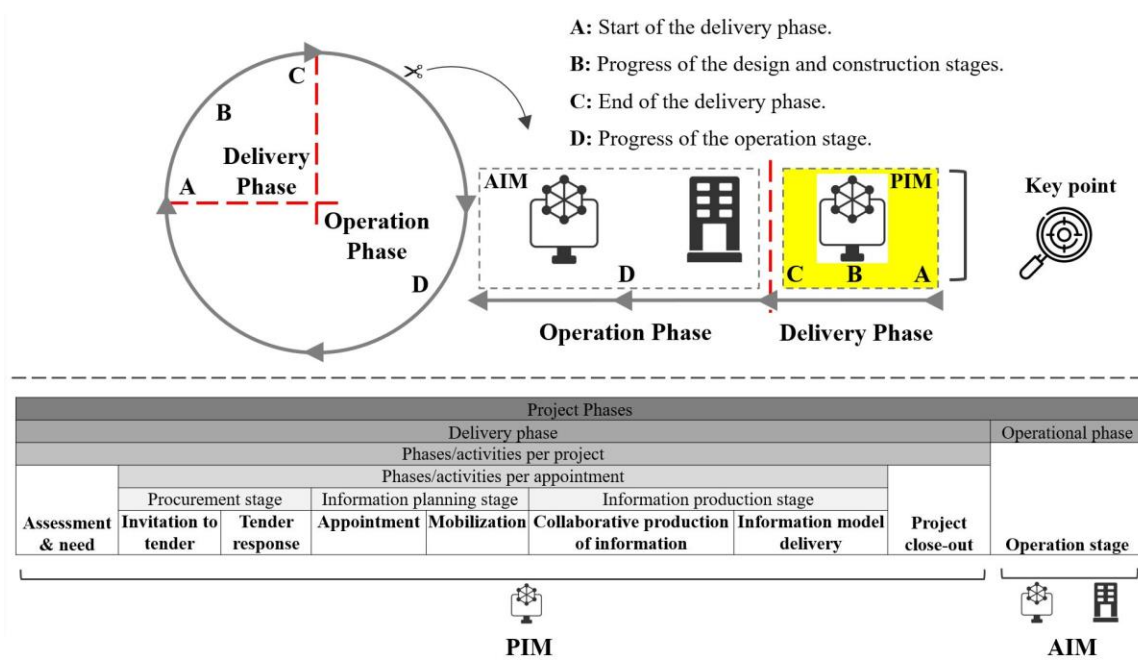 A: Start of the delivery phase.
B: Progress of the design and construction stages.
C: End of the delivery phase.
D: Progress of the operation stage.
C
B
Delivery
Phase
A
Operation
Phase
D
AIM
D
PIM
C
B
A
Key point
Operation Phase
Delivery Phase
Project Phases
Delivery phase
Operational phase
Phases/activities per project
Phases/activities per appointment
Procurement stage
Information planning stage
Information production stage
Assessment
& need
Invitation to
tender
Tender
response
Appointment
Mobilization
Collaborative production
of information
Information model
delivery
Project
close-out
Operation stage
PIM
AIM